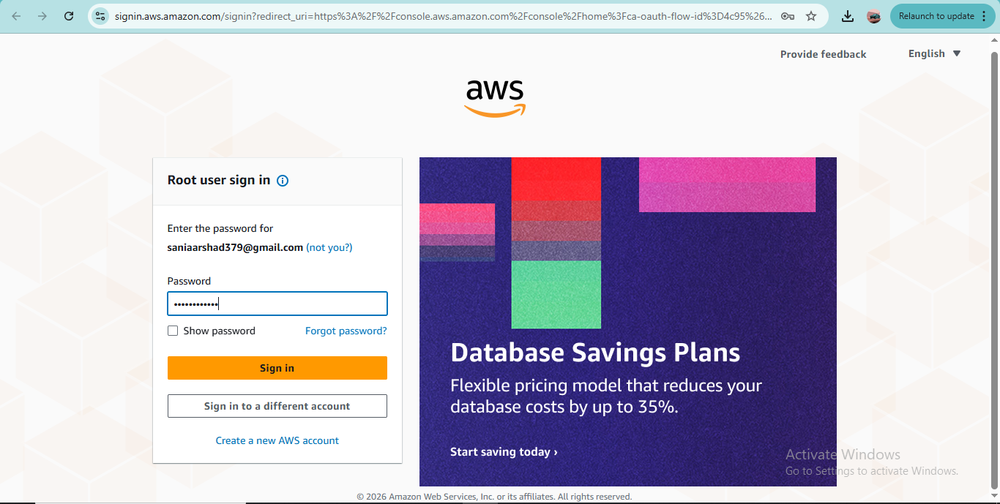 signin.aws.amazon.com/signin?redirect_uri=https%3A%2F%2Fconsole.aws.amazon.com%2Fconsole%2Fhome%3Fca-oauth-flow-id%3D4c95%26...
Relaunch to update
Provide feedback
English
aws
Root user sign in
Enter the password for
saniaarshad379@gmail.com (not you?)
Password
••••••••••••
Show password
Forgot password?
Sign in
Sign in to a different account
Create a new AWS account
Database Savings Plans
Flexible pricing model that reduces your
database costs by up to 35%.
Start saving today ›
Activate Windows
Go to Settings to activate Windows.
© 2026 Amazon Web Services, Inc. or its affiliates. All rights reserved.